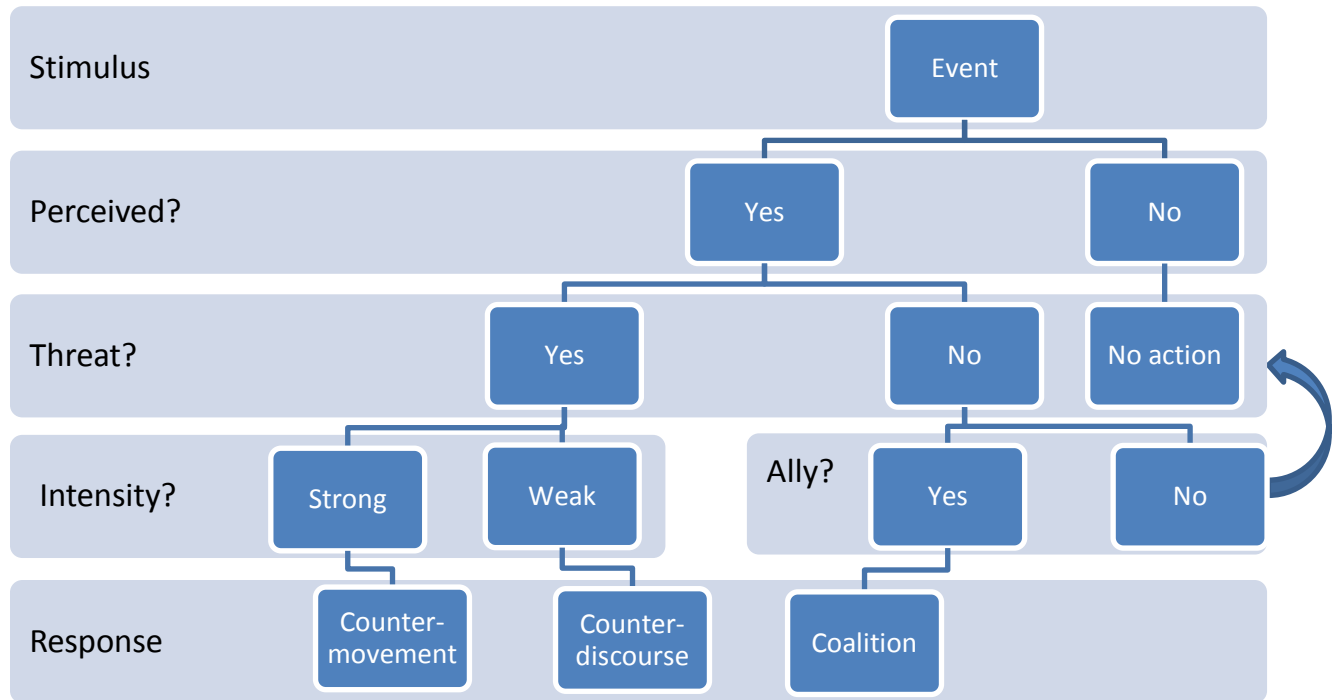 Stimulus
Event
Perceived?
Yes
No
Threat?
Yes
No
No action
Intensity?
Strong
Weak
Ally?
Yes
No
Response
Counter-
movement
Counter-
discourse
Coalition